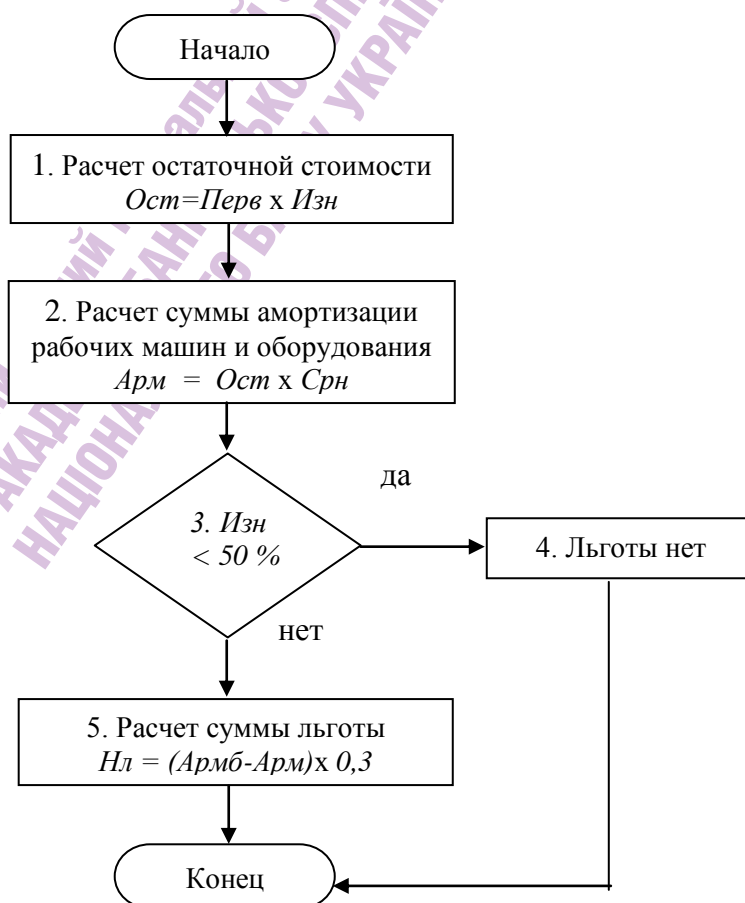 Начало
1. Расчет остаточной стоимости
Ост=Перв х Изн
2. Расчет суммы амортизации
рабочих машин и оборудования
Арм = Ост х Срн
да
3. Изн
< 50 %
4. Льготы нет
нет
5. Расчет суммы льготы
Нл = (Армб-Арм)х 0,3
Конец